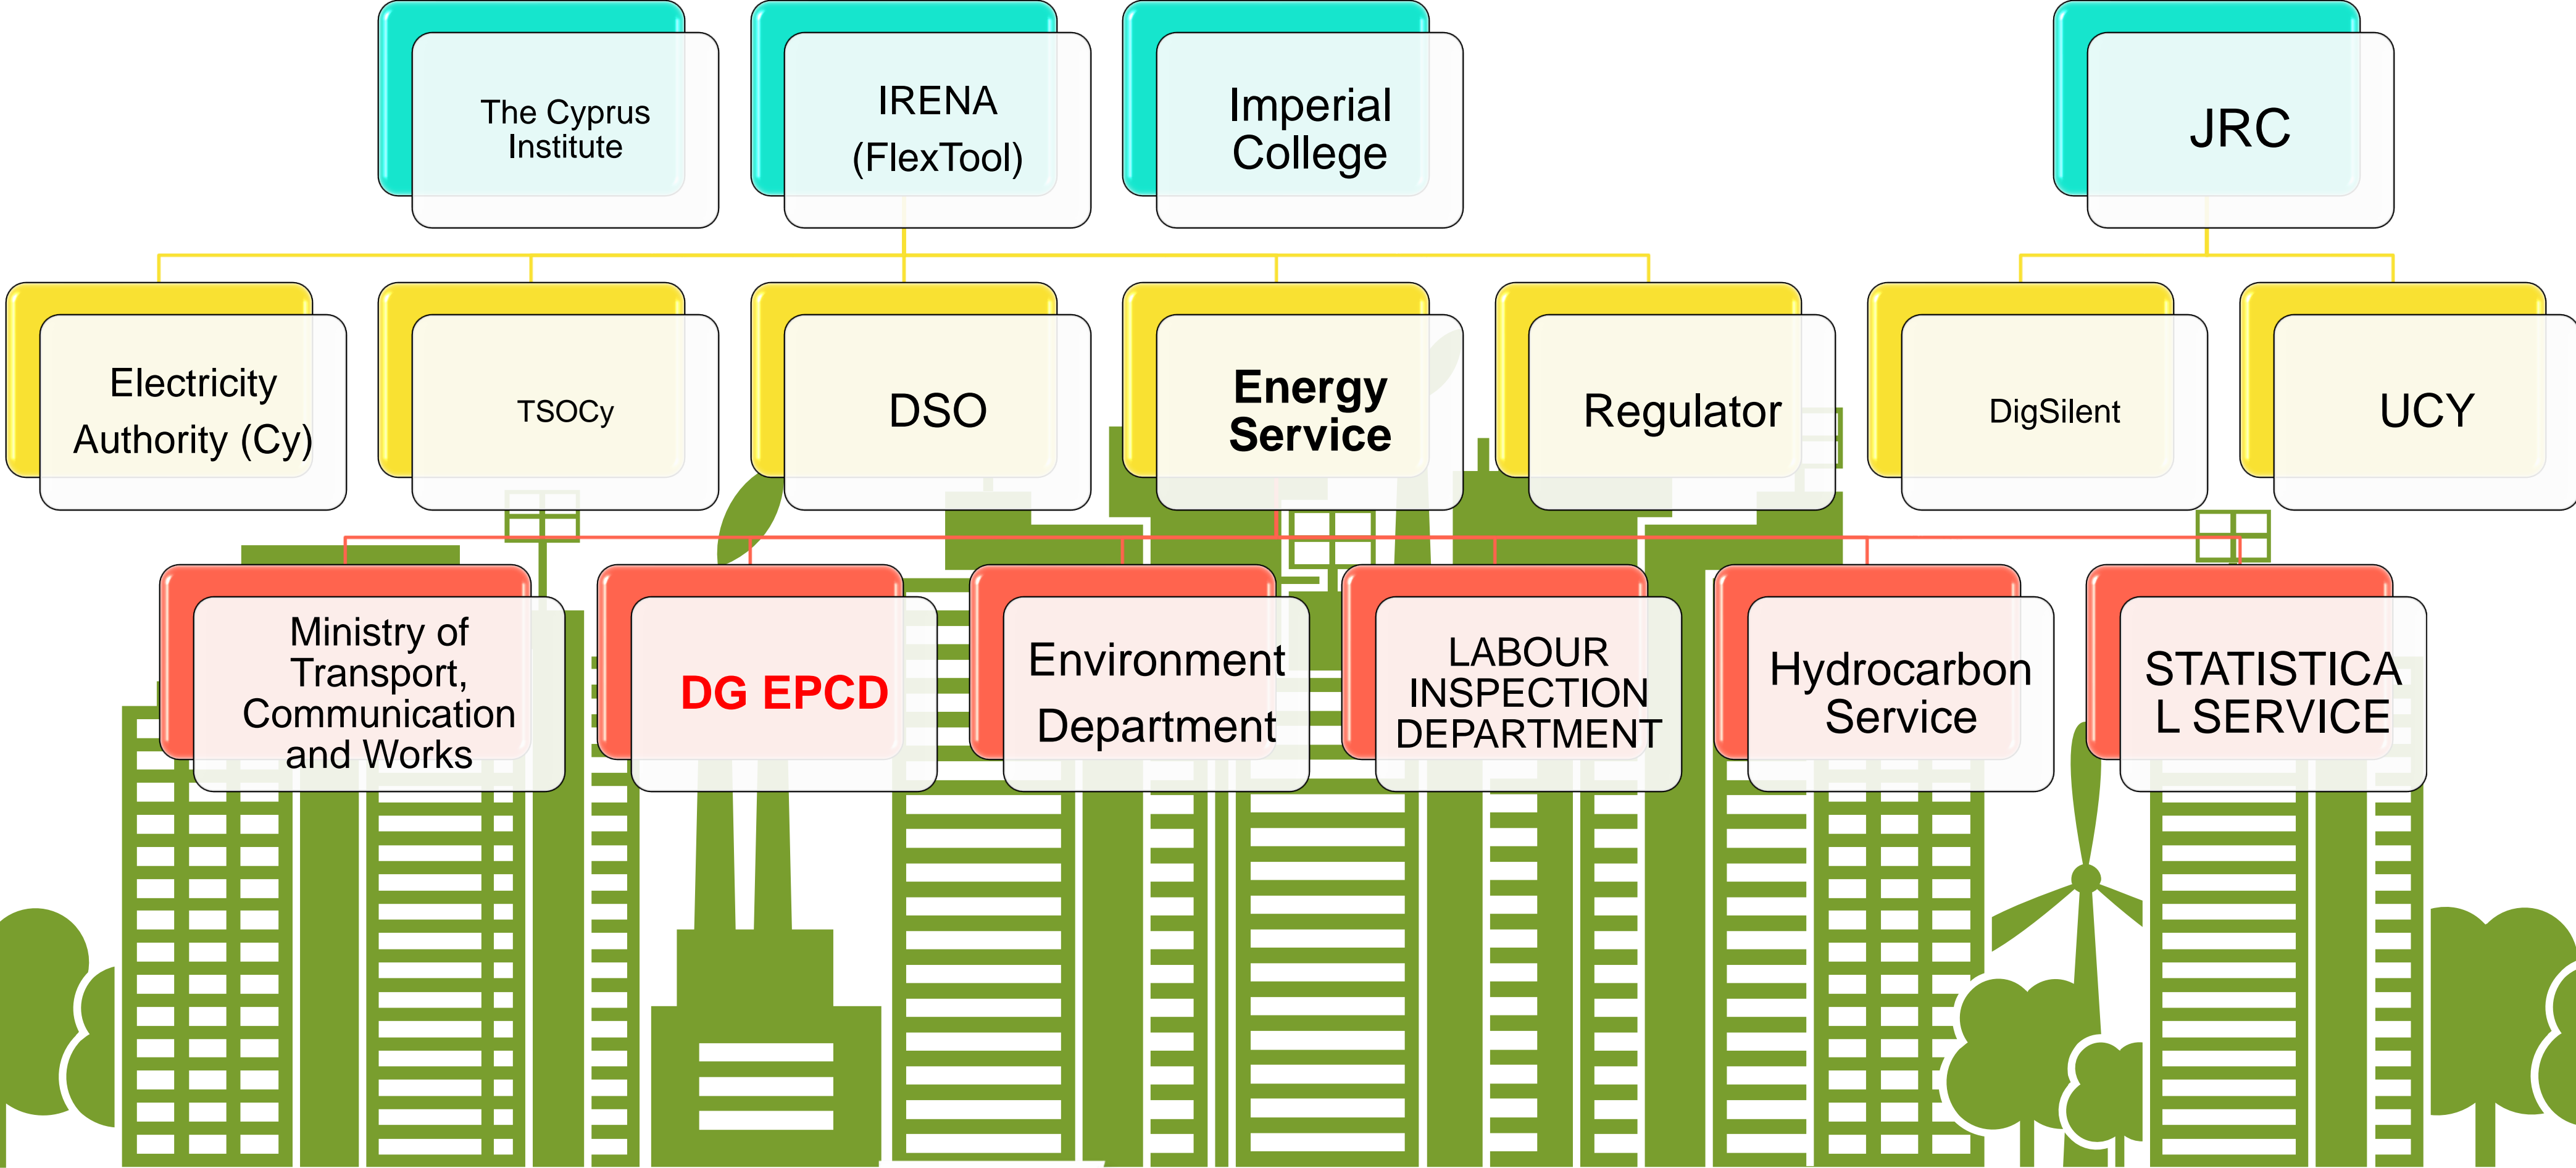 The Cyprus
Institute
IRENA
(FlexTool)
Imperial
College
JRC
Electricity
Authority (Cy)
TSOCy
DSO
Energy
Service
Regulator
DigSilent
UCY
Ministry of
Transport,
Communication
and Works
DG EPCD
Environment
Department
LABOUR
INSPECTION
DEPARTMENT
Hydrocarbon
Service
STATISTICA
L SERVICE